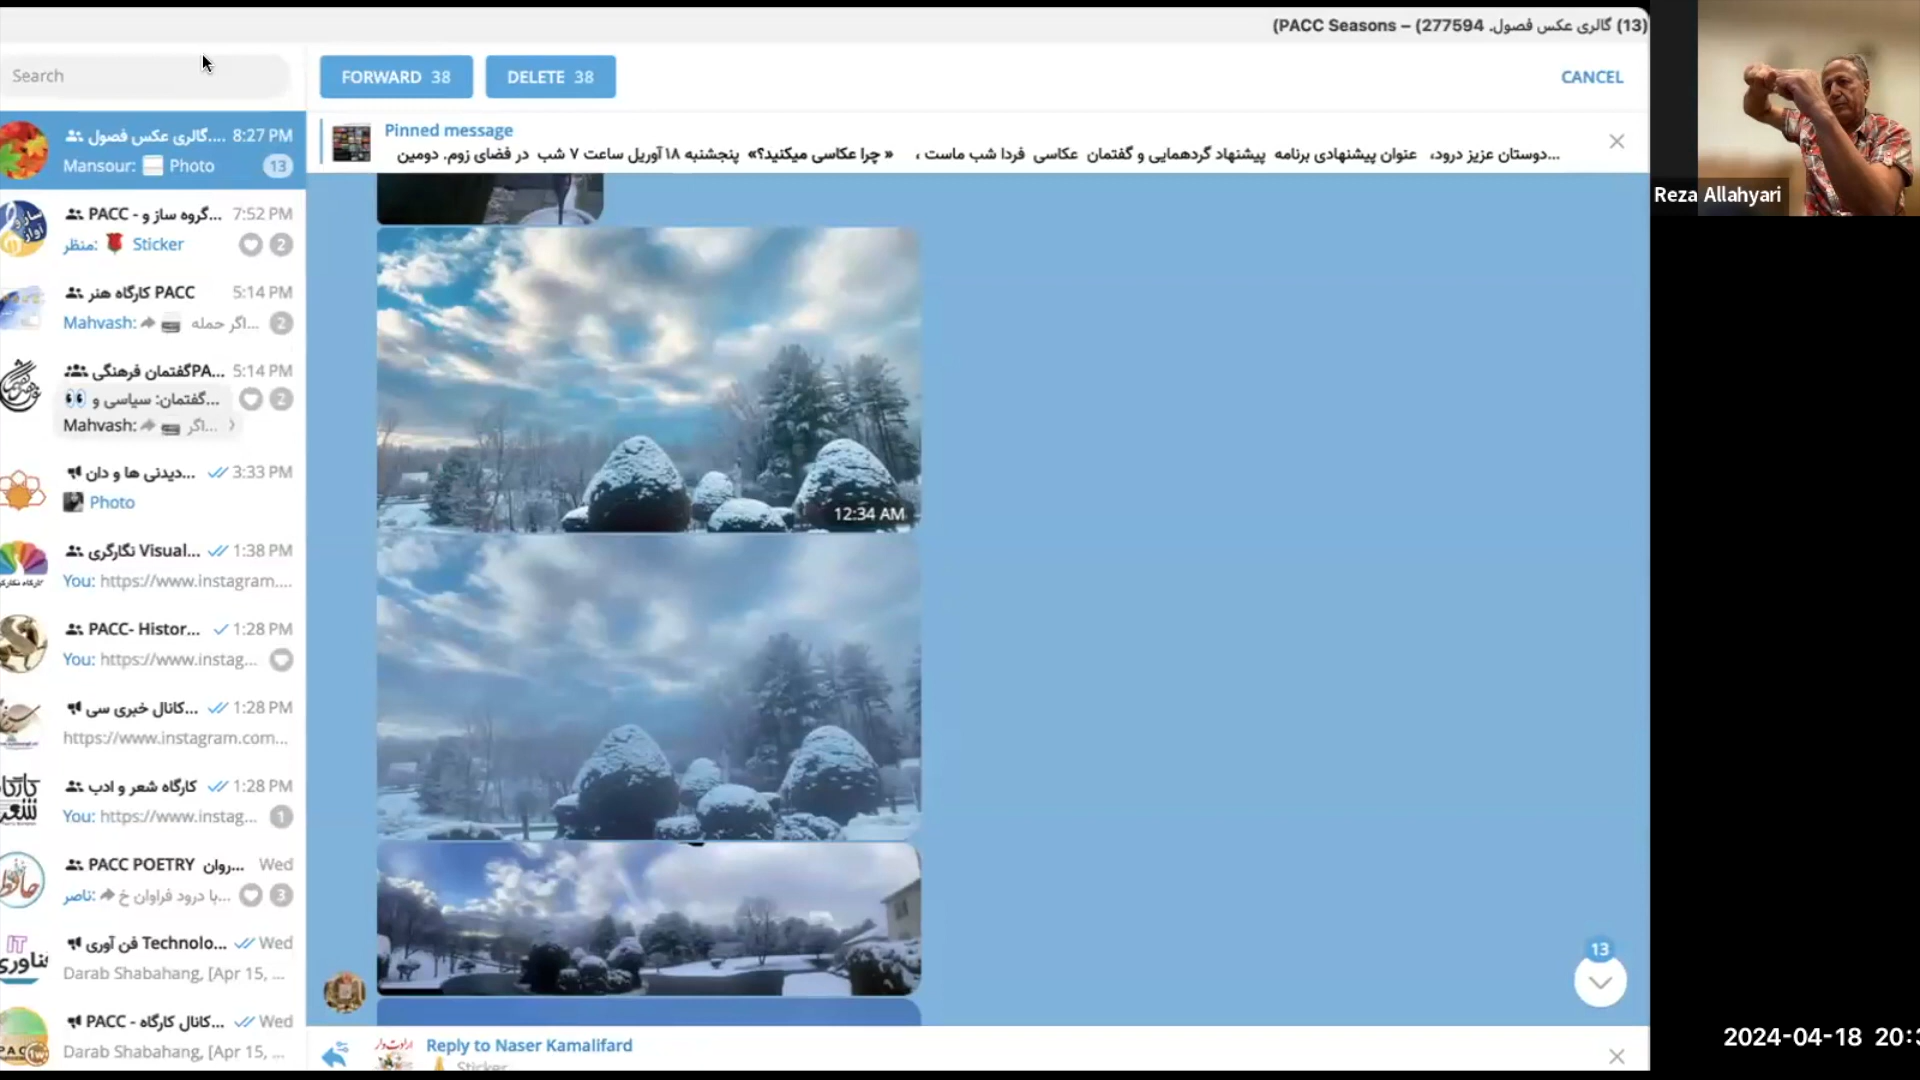 (PACC Seasons – (277594 .گالری عکس فصول (13)
Search
FORWARD 38
DELETE 38
CANCEL
Pinned message
دوستان عزیز درود، عنوان پیشنهادی برنامه پیشنهاد گردهمایی و گفتمان عکاسی فردا شب ماست ، « چرا عکاسی میکنید؟» پنجشنبه ۱۸ آوریل ساعت ۷ شب در فضای زوم. دومین...
گالری عکس فصول.... 8:27 PM
Mansour: Photo 13
PACC - گروه ساز و... 7:52 PM
منظر: Sticker 2
کارگاه هنر PACC 5:14 PM
Mahvash: اگر حمله... 2
گفتمان فرهنگیPA... 5:14 PM
گفتمان: سیاسی و... 2
Mahvash: اگر...
دیدنی ها و دان... 3:33 PM
Photo
نگارگری Visual... 1:38 PM
You: https://www.instagram....
PACC- Histor... 1:28 PM
You: https://www.instag...
کانال خبری سی... 1:28 PM
https://www.instagram.com...
کارگاه شعر و ادب 1:28 PM
You: https://www.instag... 1
PACC POETRY روان... Wed
ناصر: با درود فراوان خ... 3
فن آوری Technolo... Wed
Darab Shabahang, [Apr 15, ...
PACC - کانال کارگاه... Wed
Darab Shabahang, [Apr 15, ...
12:34 AM
13
Reply to Naser Kamalifard
Sticker
Reza Allahyari
2024-04-18 20:3